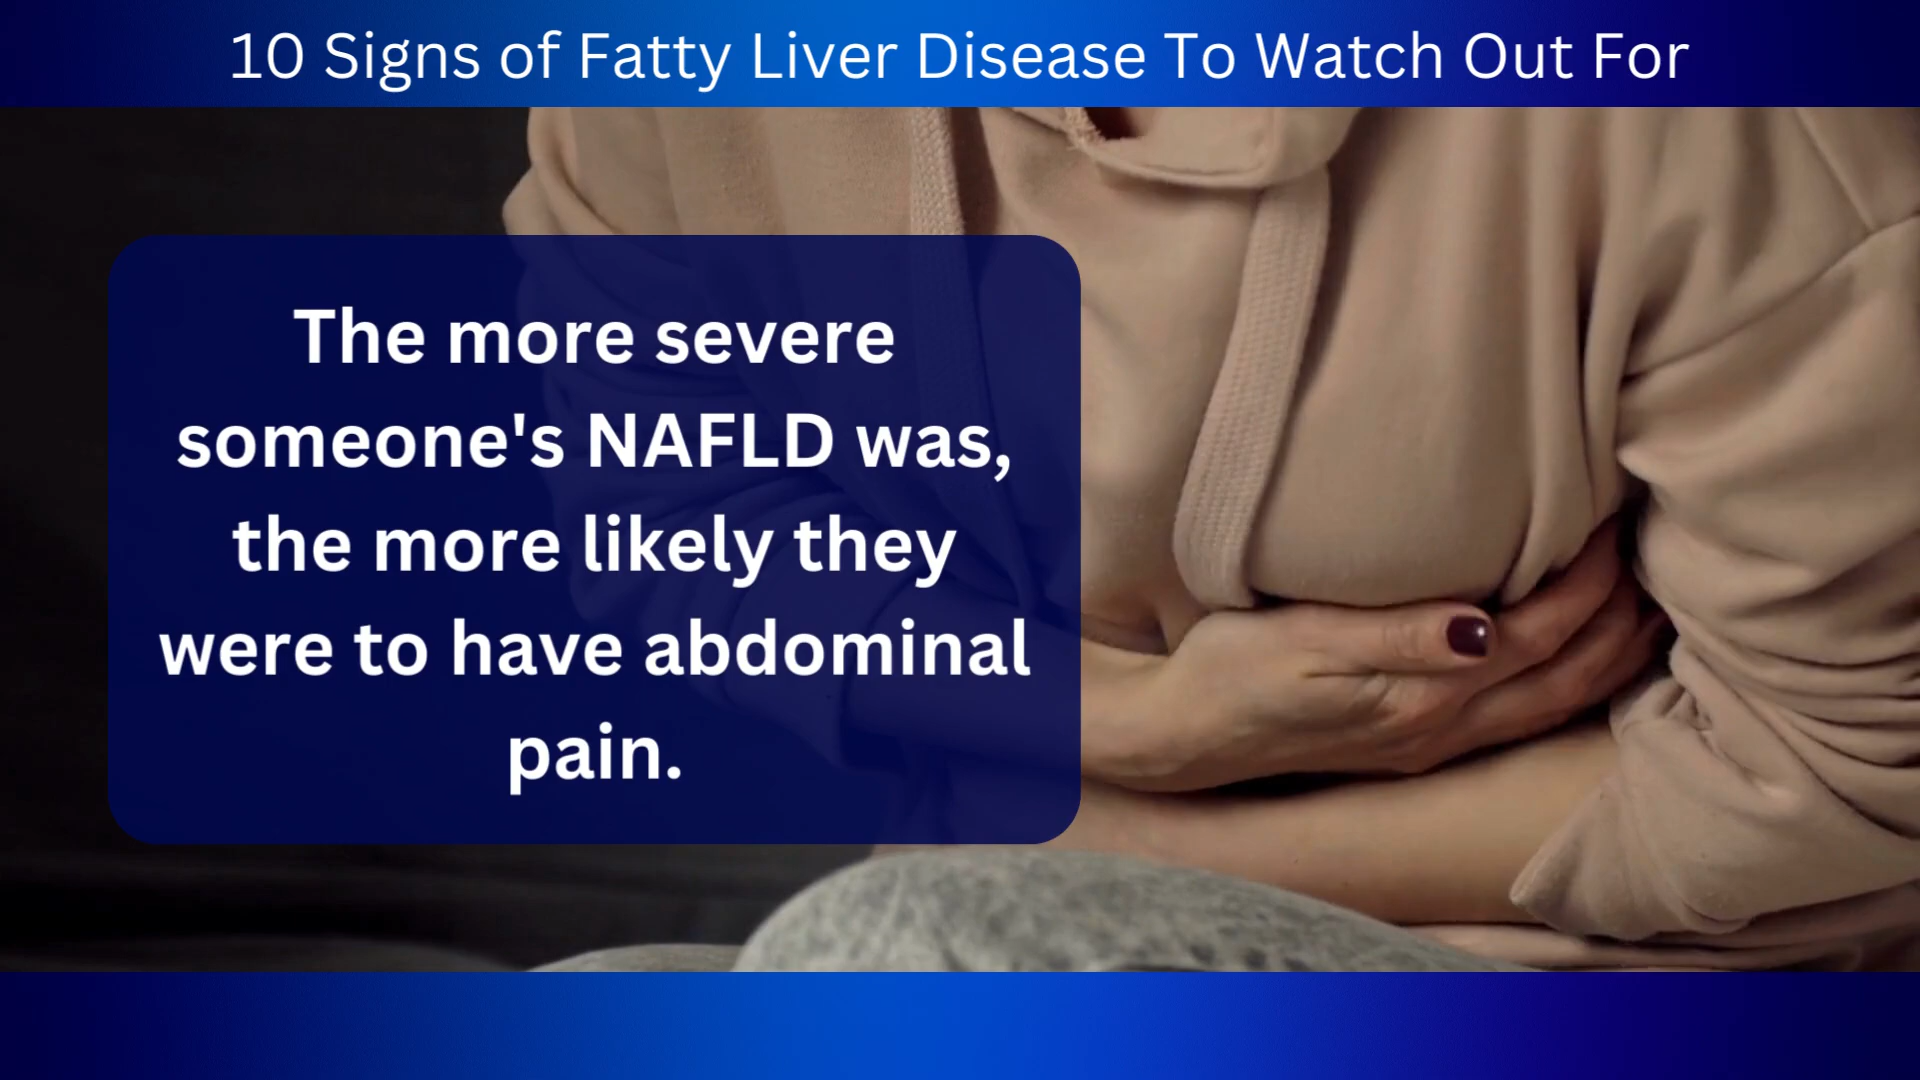 10 Signs of Fatty Liver Disease To Watch Out For
The more severe
someone's NAFLD was,
the more likely they
were to have abdominal
pain.